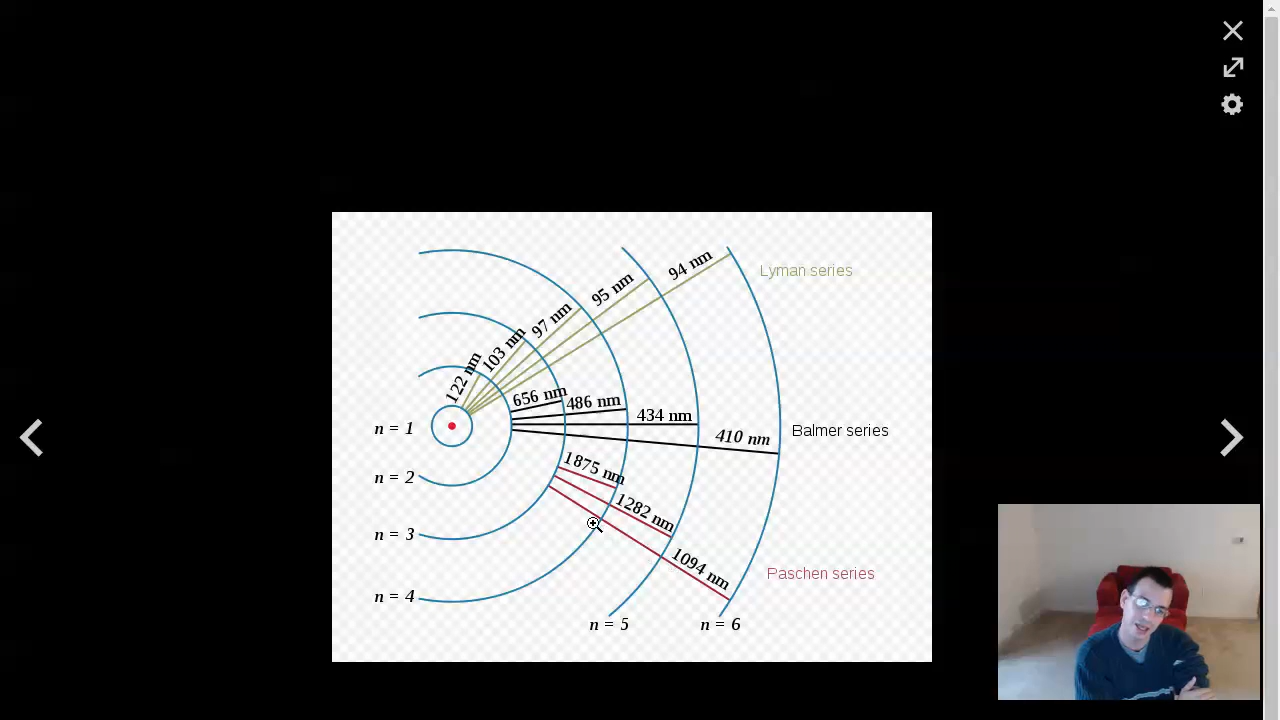 Lyman series
94 nm
95 nm
97 nm
103 nm
122 nm
656 nm
486 nm
434 nm
410 nm
Balmer series
n = 1
n = 2
n = 3
n = 4
1875 nm
1282 nm
1094 nm
Paschen series
n = 5
n = 6